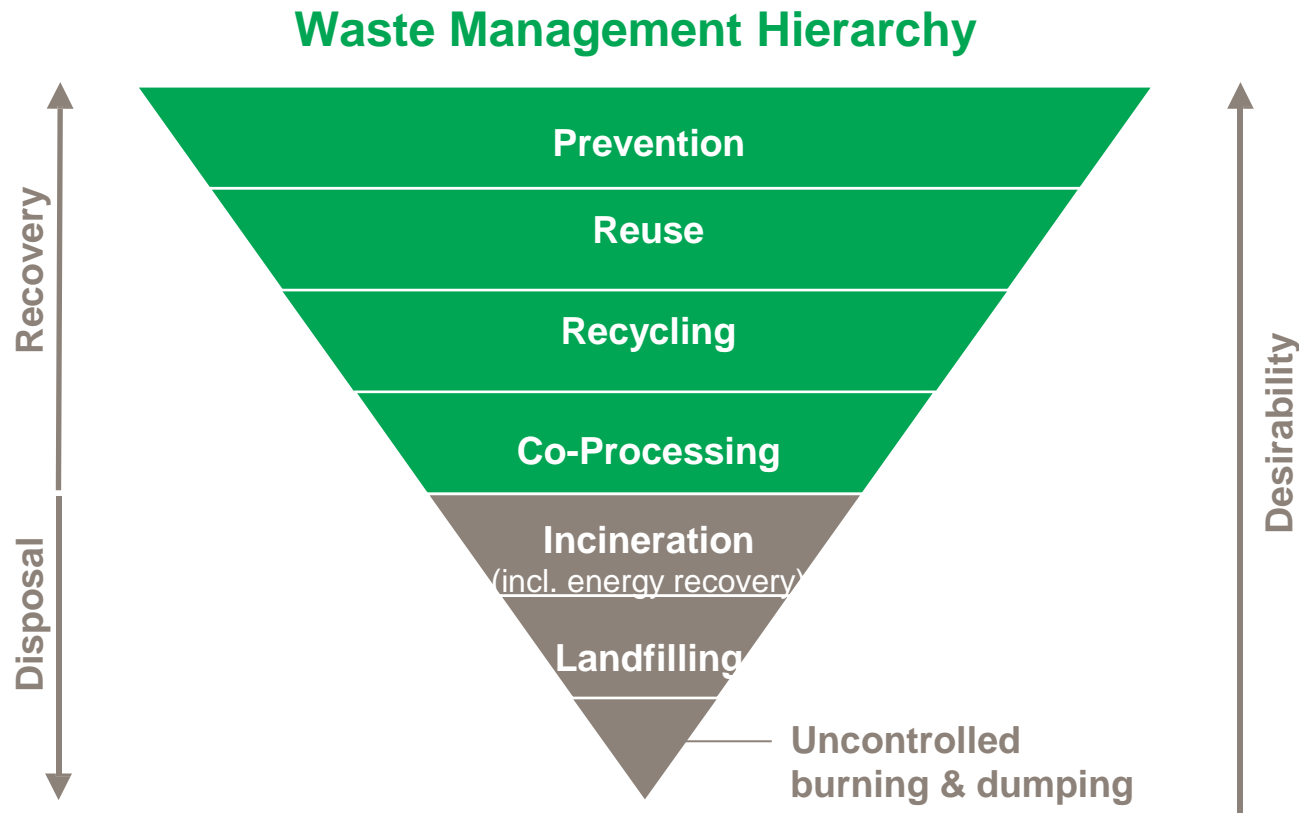 Waste Management Hierarchy
Recovery
Disposal
Prevention
Reuse
Recycling
Co-Processing
Incineration
(incl. energy recovery)
Landfilling
Uncontrolled
burning & dumping
Desirability